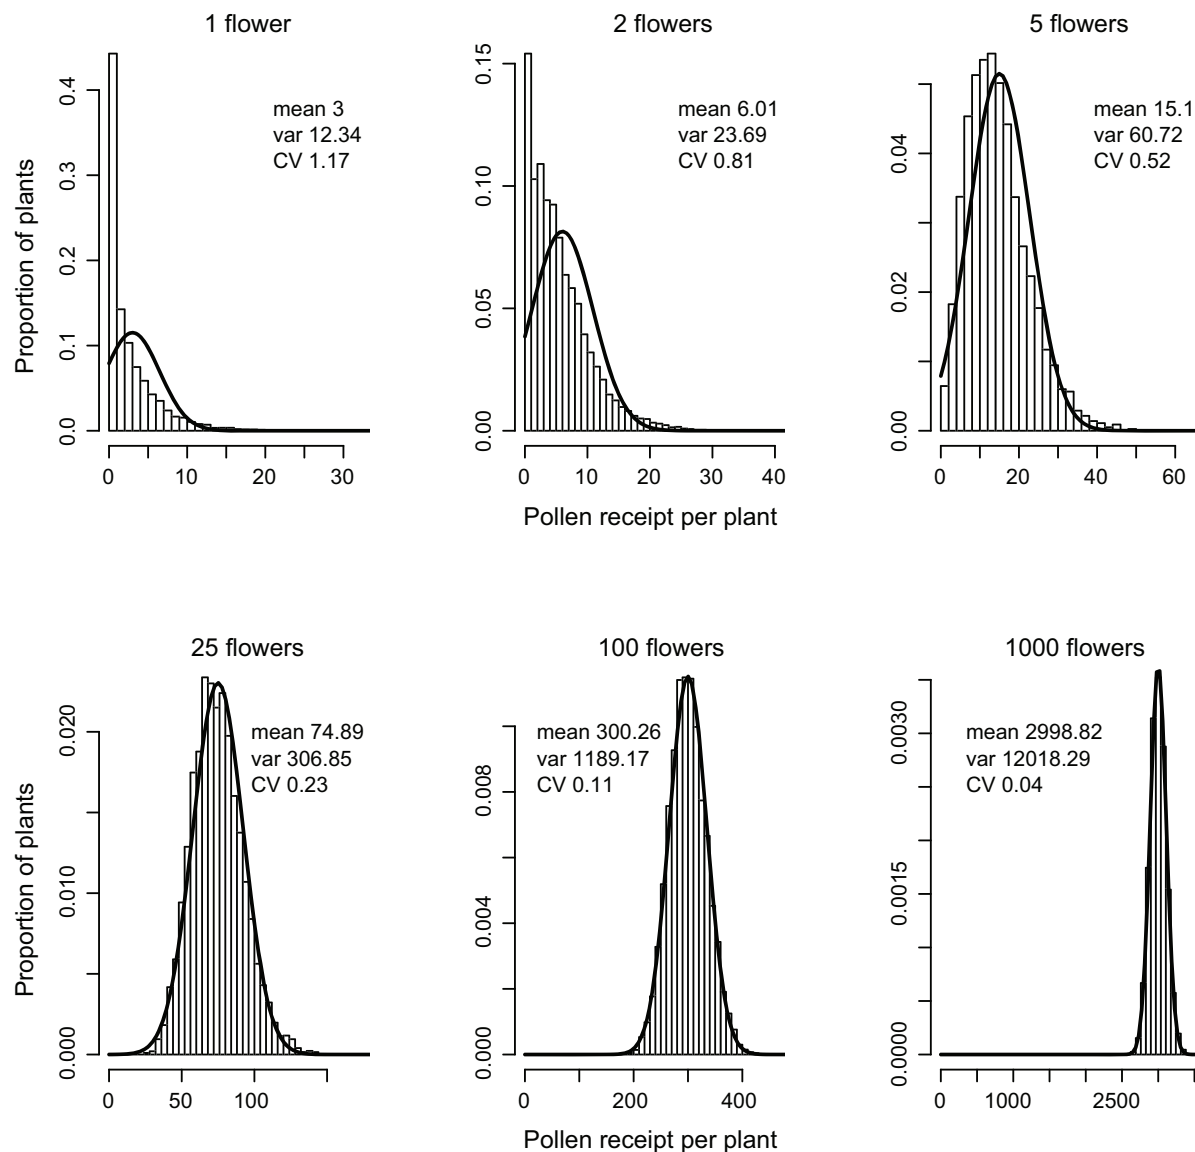 1 flower
2 flowers
5 flowers
Proportion of plants
0.0 0.1 0.2 0.3 0.4
mean 3
var 12.34
CV 1.17
0 10 20 30
0.00 0.05 0.10 0.15
mean 6.01
var 23.69
CV 0.81
0 10 20 30 40
0.00 0.02 0.04
mean 15.1
var 60.72
CV 0.52
0 20 40 60
Pollen receipt per plant
25 flowers
100 flowers
1000 flowers
Proportion of plants
0.000 0.010 0.020
mean 74.89
var 306.85
CV 0.23
0 50 100
0.000 0.004 0.008
mean 300.26
var 1189.17
CV 0.11
0 200 400
0.0000 0.0015 0.0030
mean 2998.82
var 12018.29
CV 0.04
0 1000 2500
Pollen receipt per plant